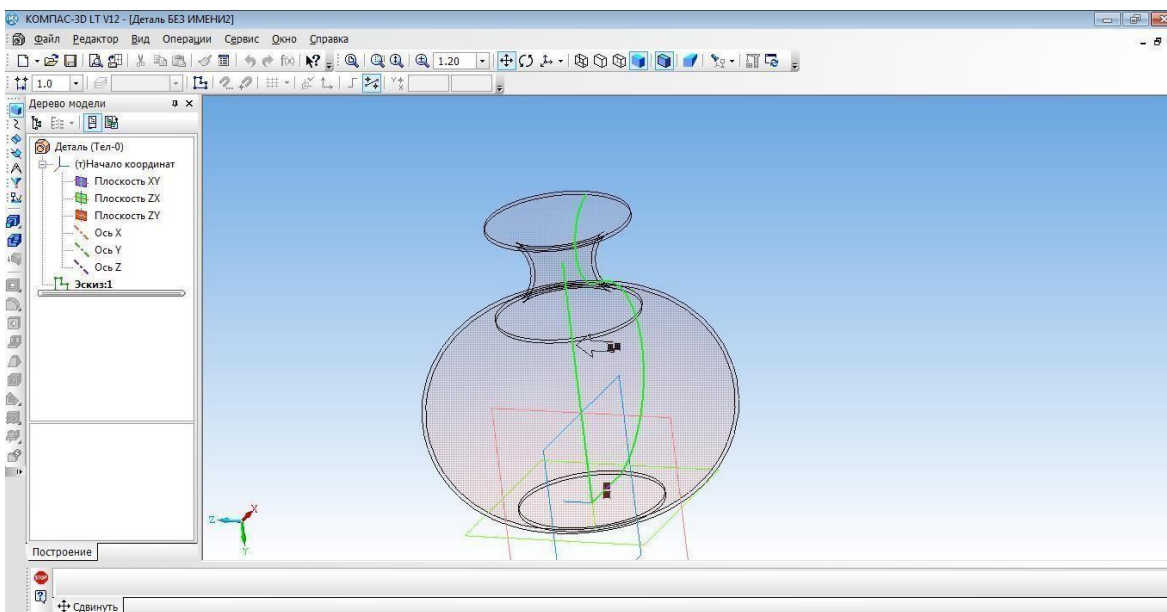 КОМПАС-3D LT V12 - [Деталь БЕЗ ИМЕНИ2]
Файл Редактор Вид Операции Сервис Окно Справка
1.20
1.0
Дерево модели
Деталь (Тел-0)
(т)Начало координат
Плоскость XY
Плоскость ZX
Плоскость ZY
Ось X
Ось Y
Ось Z
Эскиз:1
Z X
Y
Построение
STOP
Сдвинуть